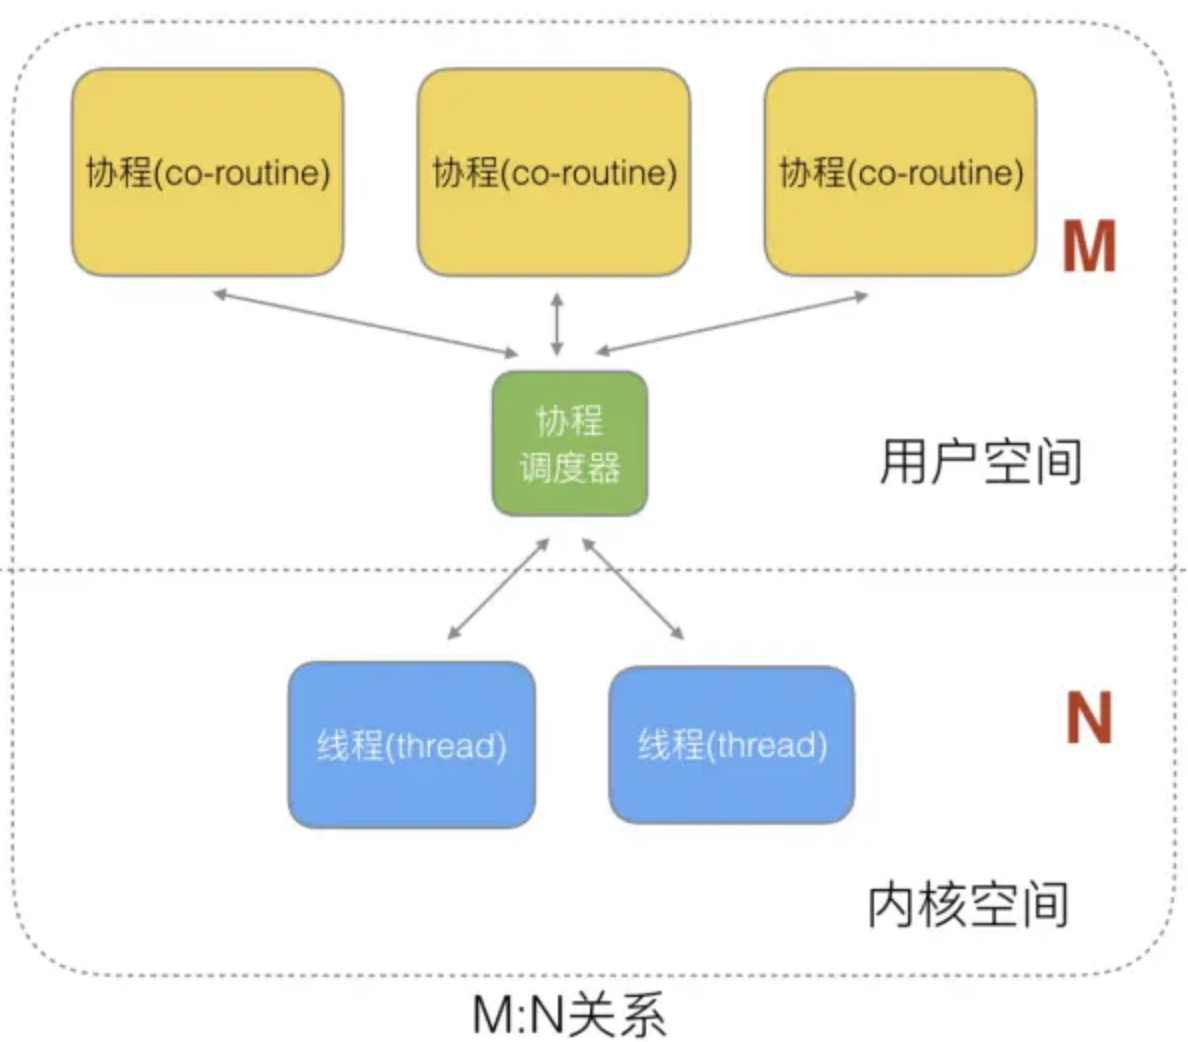 协程(co-routine)
协程(co-routine)
协程(co-routine)
M
协程
调度器
用户空间
线程(thread)
线程(thread)
N
内核空间
M:N关系